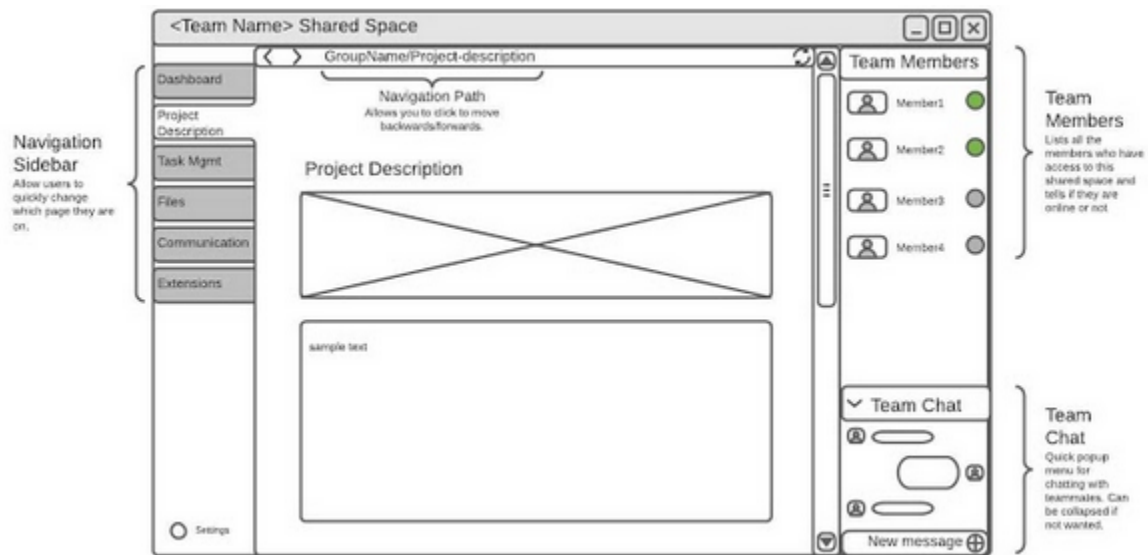 <Team Name> Shared Space
GroupName/Project-description
Navigation Path
Allows you to click to move
backwards/forwards.
Navigation
Sidebar
Allow users to
quickly change
which page they are
on.
Dashboard
Project
Description
Task Mgmt
Files
Communication
Extensions
Settings
Project Description
sample text
Team Members
Member1
Member2
Member3
Member4
Team
Members
Lists all the
members who have
access to this
shared space and
tells if they are
online or not
Team Chat
New message
Team
Chat
Quick popup
menu for
chatting with
teammates. Can
be collapsed if
not wanted.